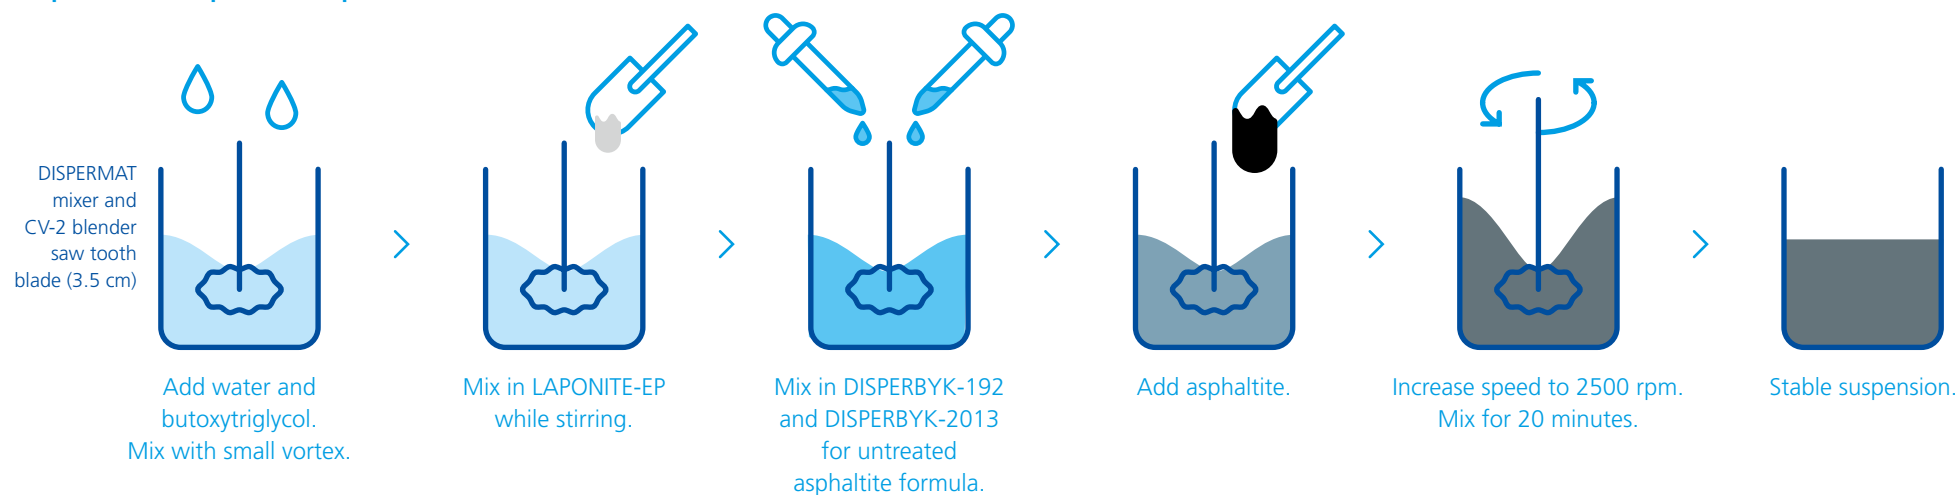 DISPERMAT
mixer and
CV-2 blender
saw tooth
blade (3.5 cm)
Add water and
butoxytriglycol.
Mix with small vortex.
Mix in LAPONITE-EP
while stirring.
Mix in DISPERBYK-192
and DISPERBYK-2013
for untreated
asphaltite formula.
Add asphaltite.
Increase speed to 2500 rpm.
Mix for 20 minutes.
Stable suspension.